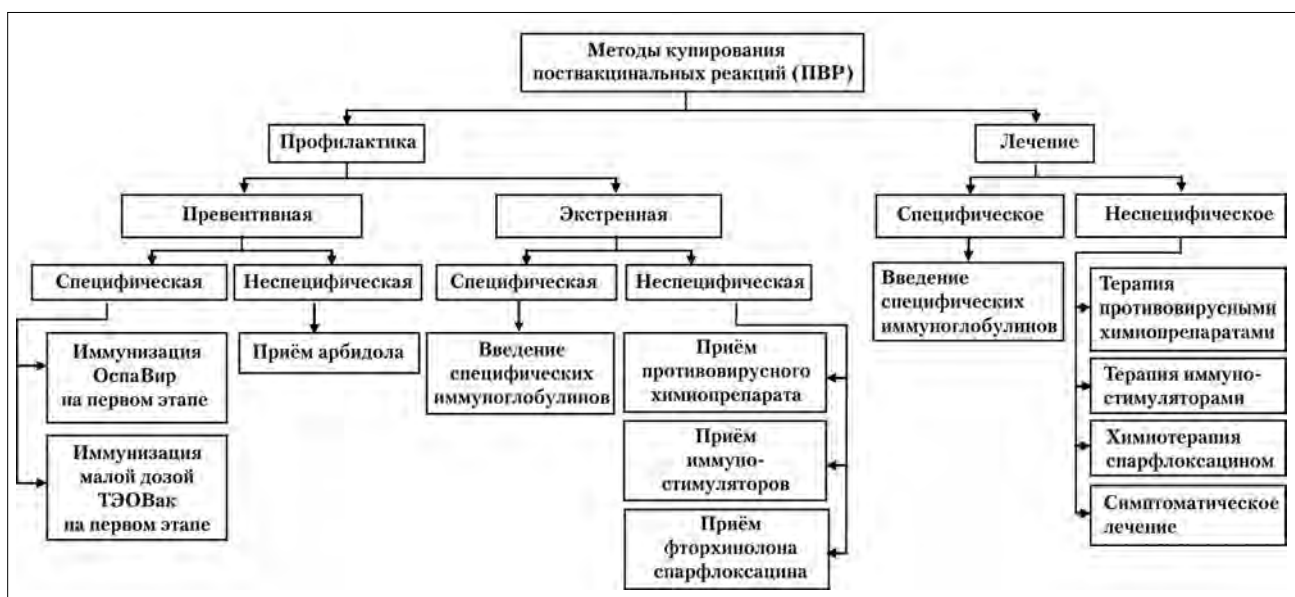 Методы купирования
поствакцинальных реакций (ПВР)
Профилактика
Лечение
Превентивная
Экстренная
Специфическое
Неспецифическое
Специфическая
Неспецифическая
Специфическая
Неспецифическая
Введение
специфических
иммуноглобулинов
Терапия
противовирусными
химиопрепаратами
Иммунизация
ОспаВир
на первом этапе
Приём арбидола
Введение
специфических
иммуноглобулинов
Приём
противовирусного
химиопрепарата
Терапия иммуно-
стимуляторами
Иммунизация
малой дозой
ТЭОВак
на первом этапе
Приём
иммуно-
стимуляторов
Химиотерапия
спарфлоксацином
Приём
фторхинолона
спарфлоксацина
Симптоматическое
лечение